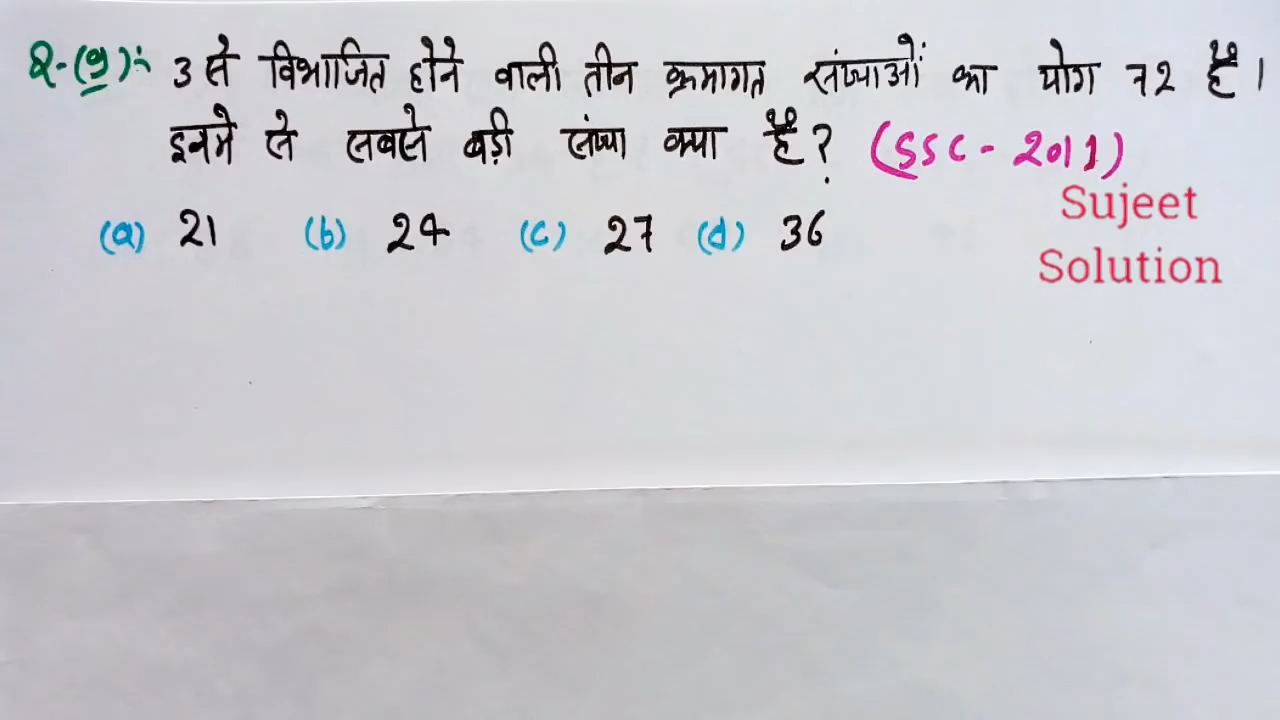 Q-(9):- 3 से विभाजित होने वाली तीन क्रमागत संख्याओं का योग 72 है।
इनमे से सबसे बड़ी संख्या क्या है? (SSC - 2011)
Sujeet
Solution
(a) 21 (b) 24 (c) 27 (d) 36